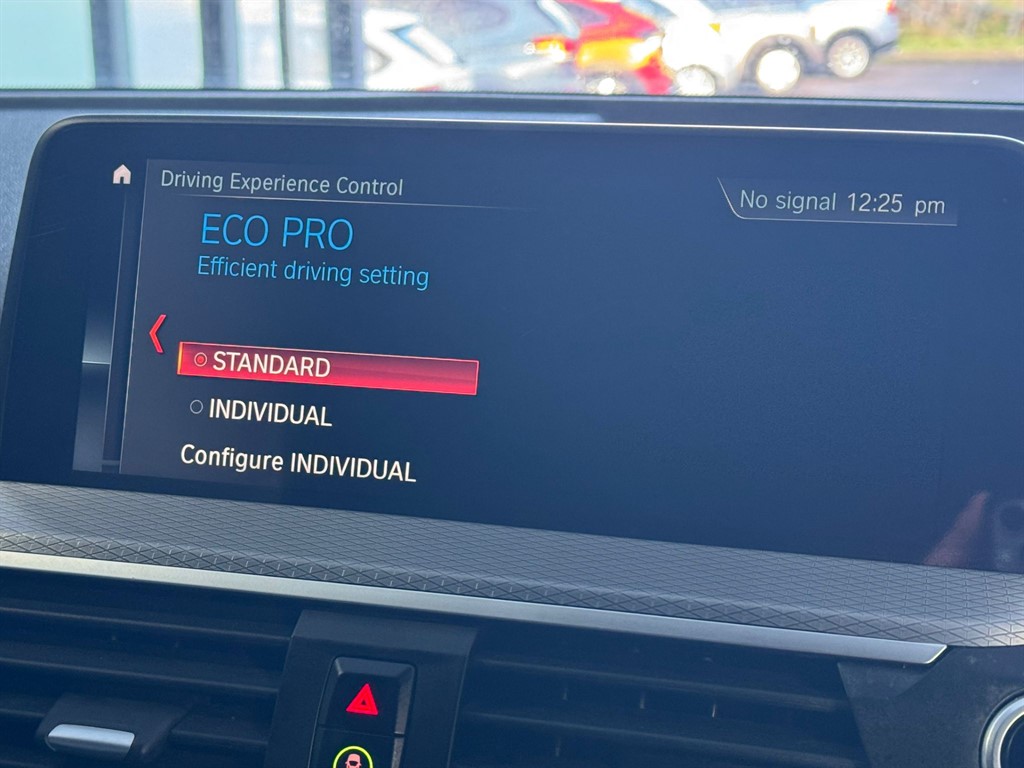 Driving Experience Control
No signal 12:25 pm
ECO PRO
Efficient driving setting
STANDARD
INDIVIDUAL
Configure INDIVIDUAL